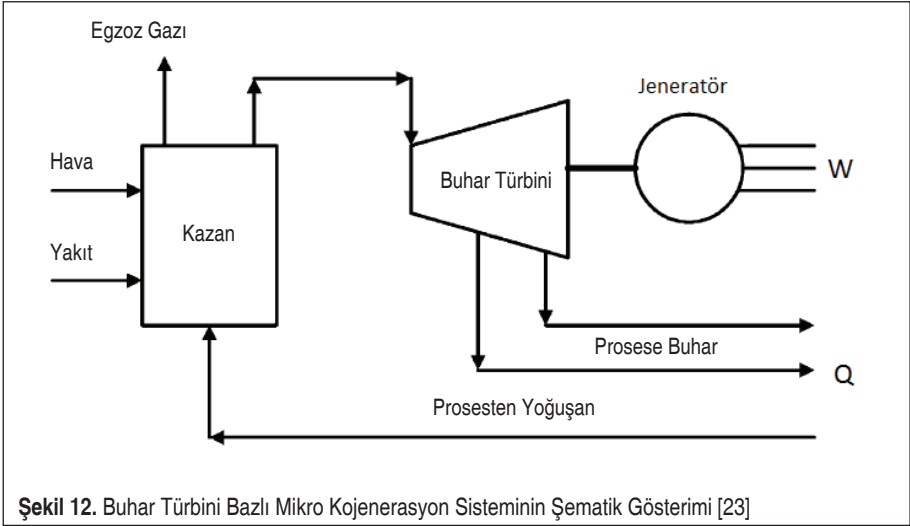 Egzoz Gazı
Jeneratör
Hava
Buhar Türbini
W
Kazan
Yakıt
Prosese Buhar
Q
Prosesten Yoğuşan
Şekil 12. Buhar Türbini Bazlı Mikro Kojenerasyon Sisteminin Şematik Gösterimi [23]